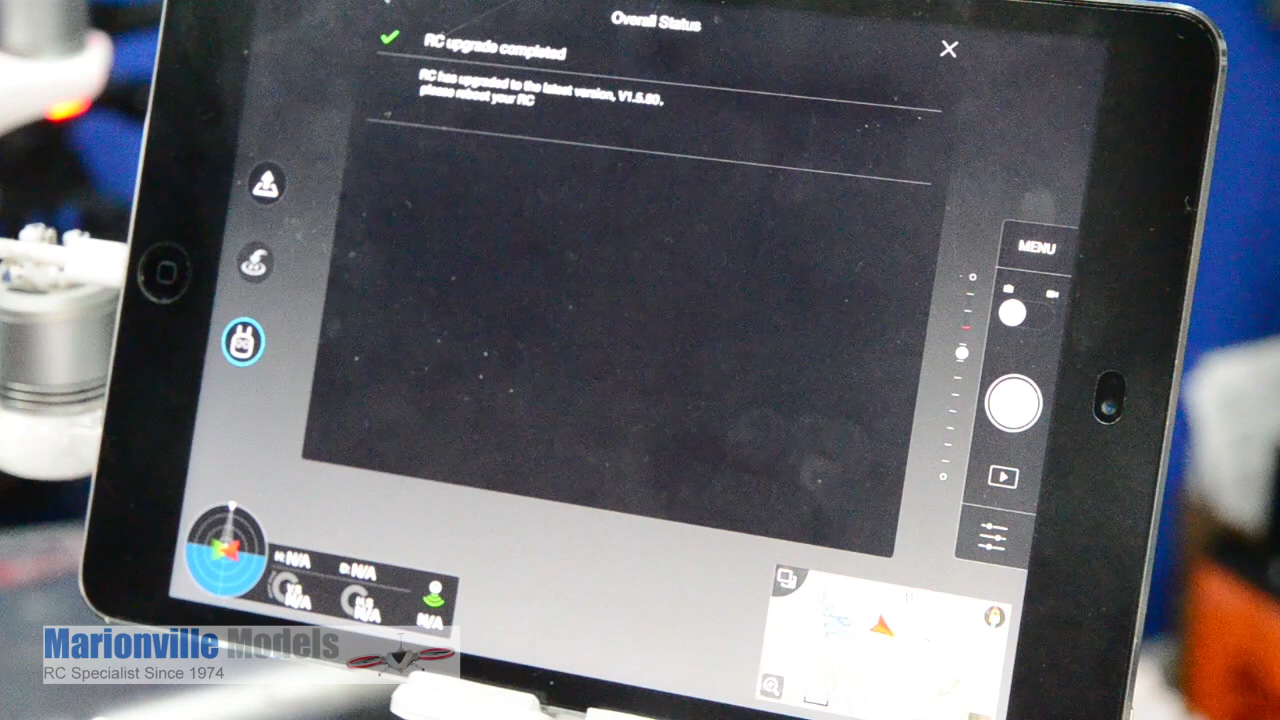 Overall Status
RC upgrade completed
RC has upgraded to the latest version, V1.5.80,
please reboot your RC
MENU
H: N/A D: N/A
N/A N/A N/A
Marionville Models
RC Specialist Since 1974